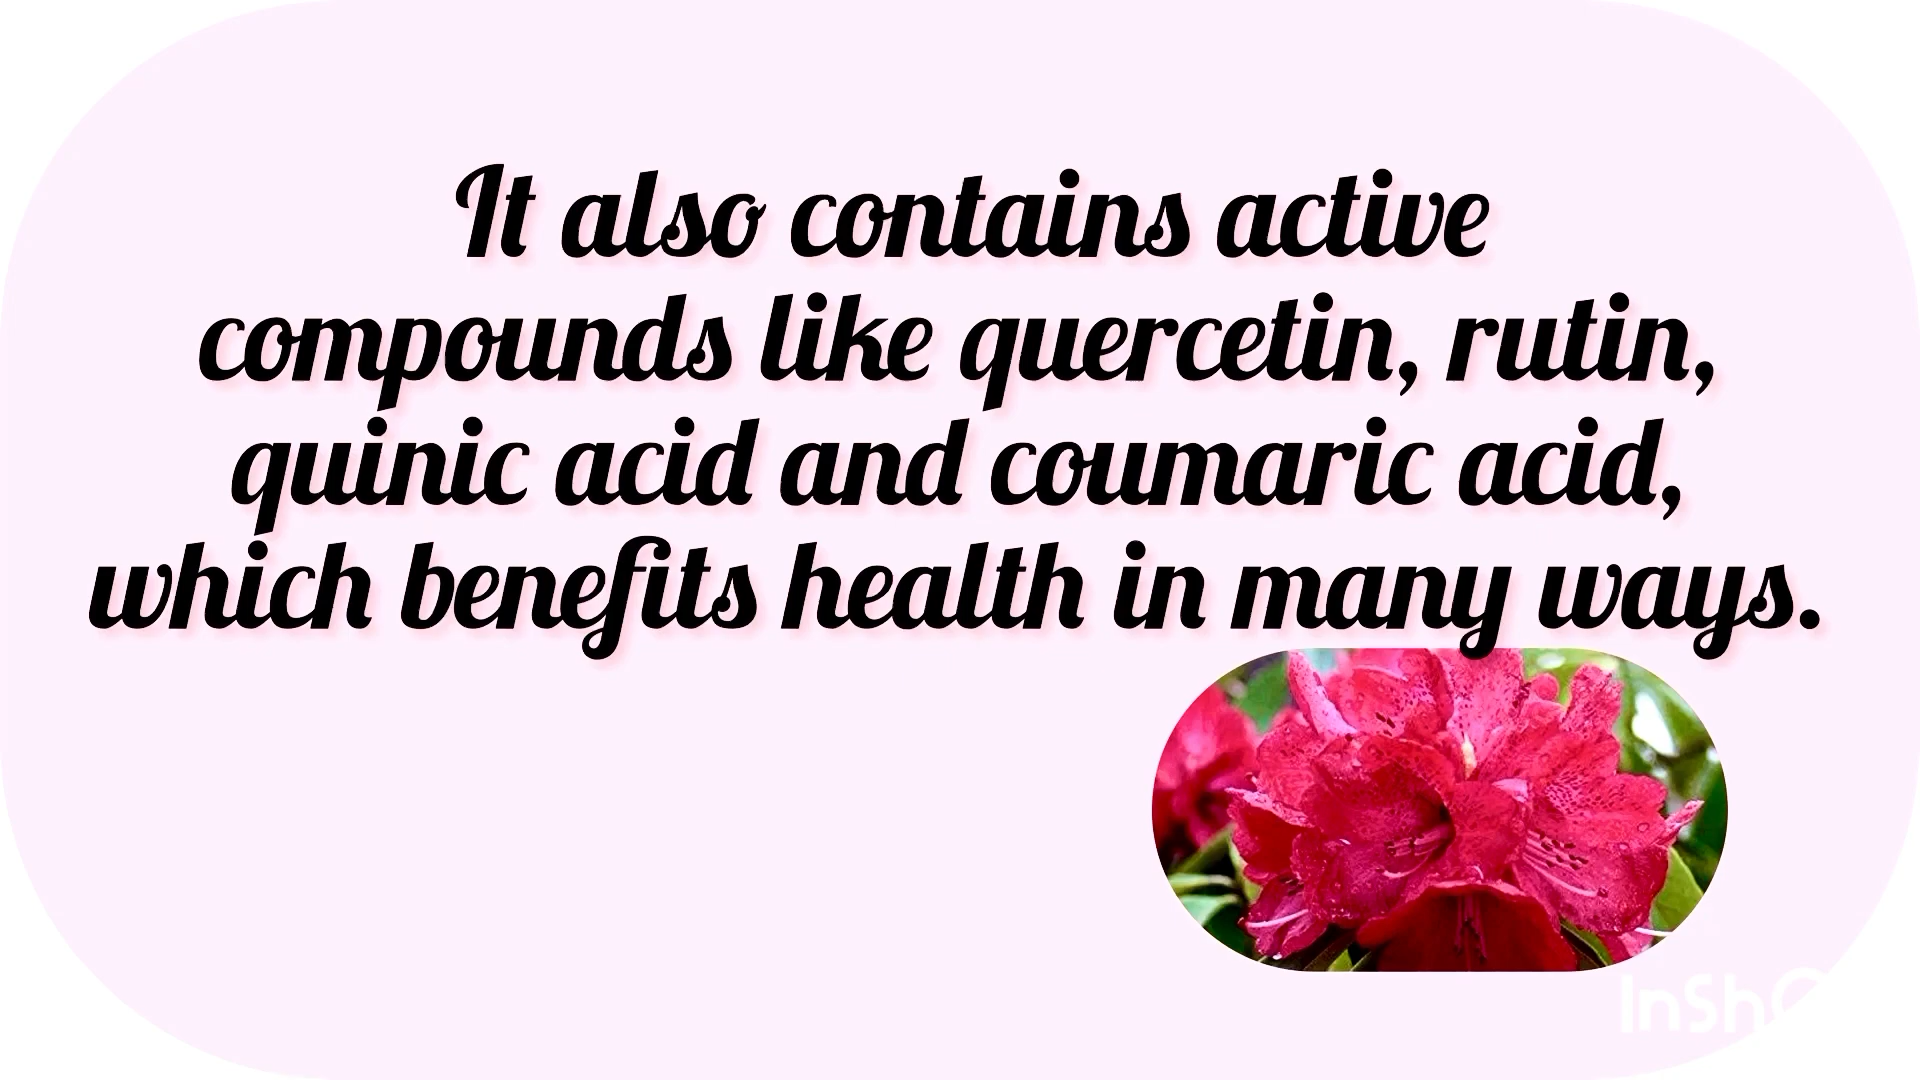 It also contains active
compounds like quercetin, rutin,
quinic acid and coumaric acid,
which benefits health in many ways.